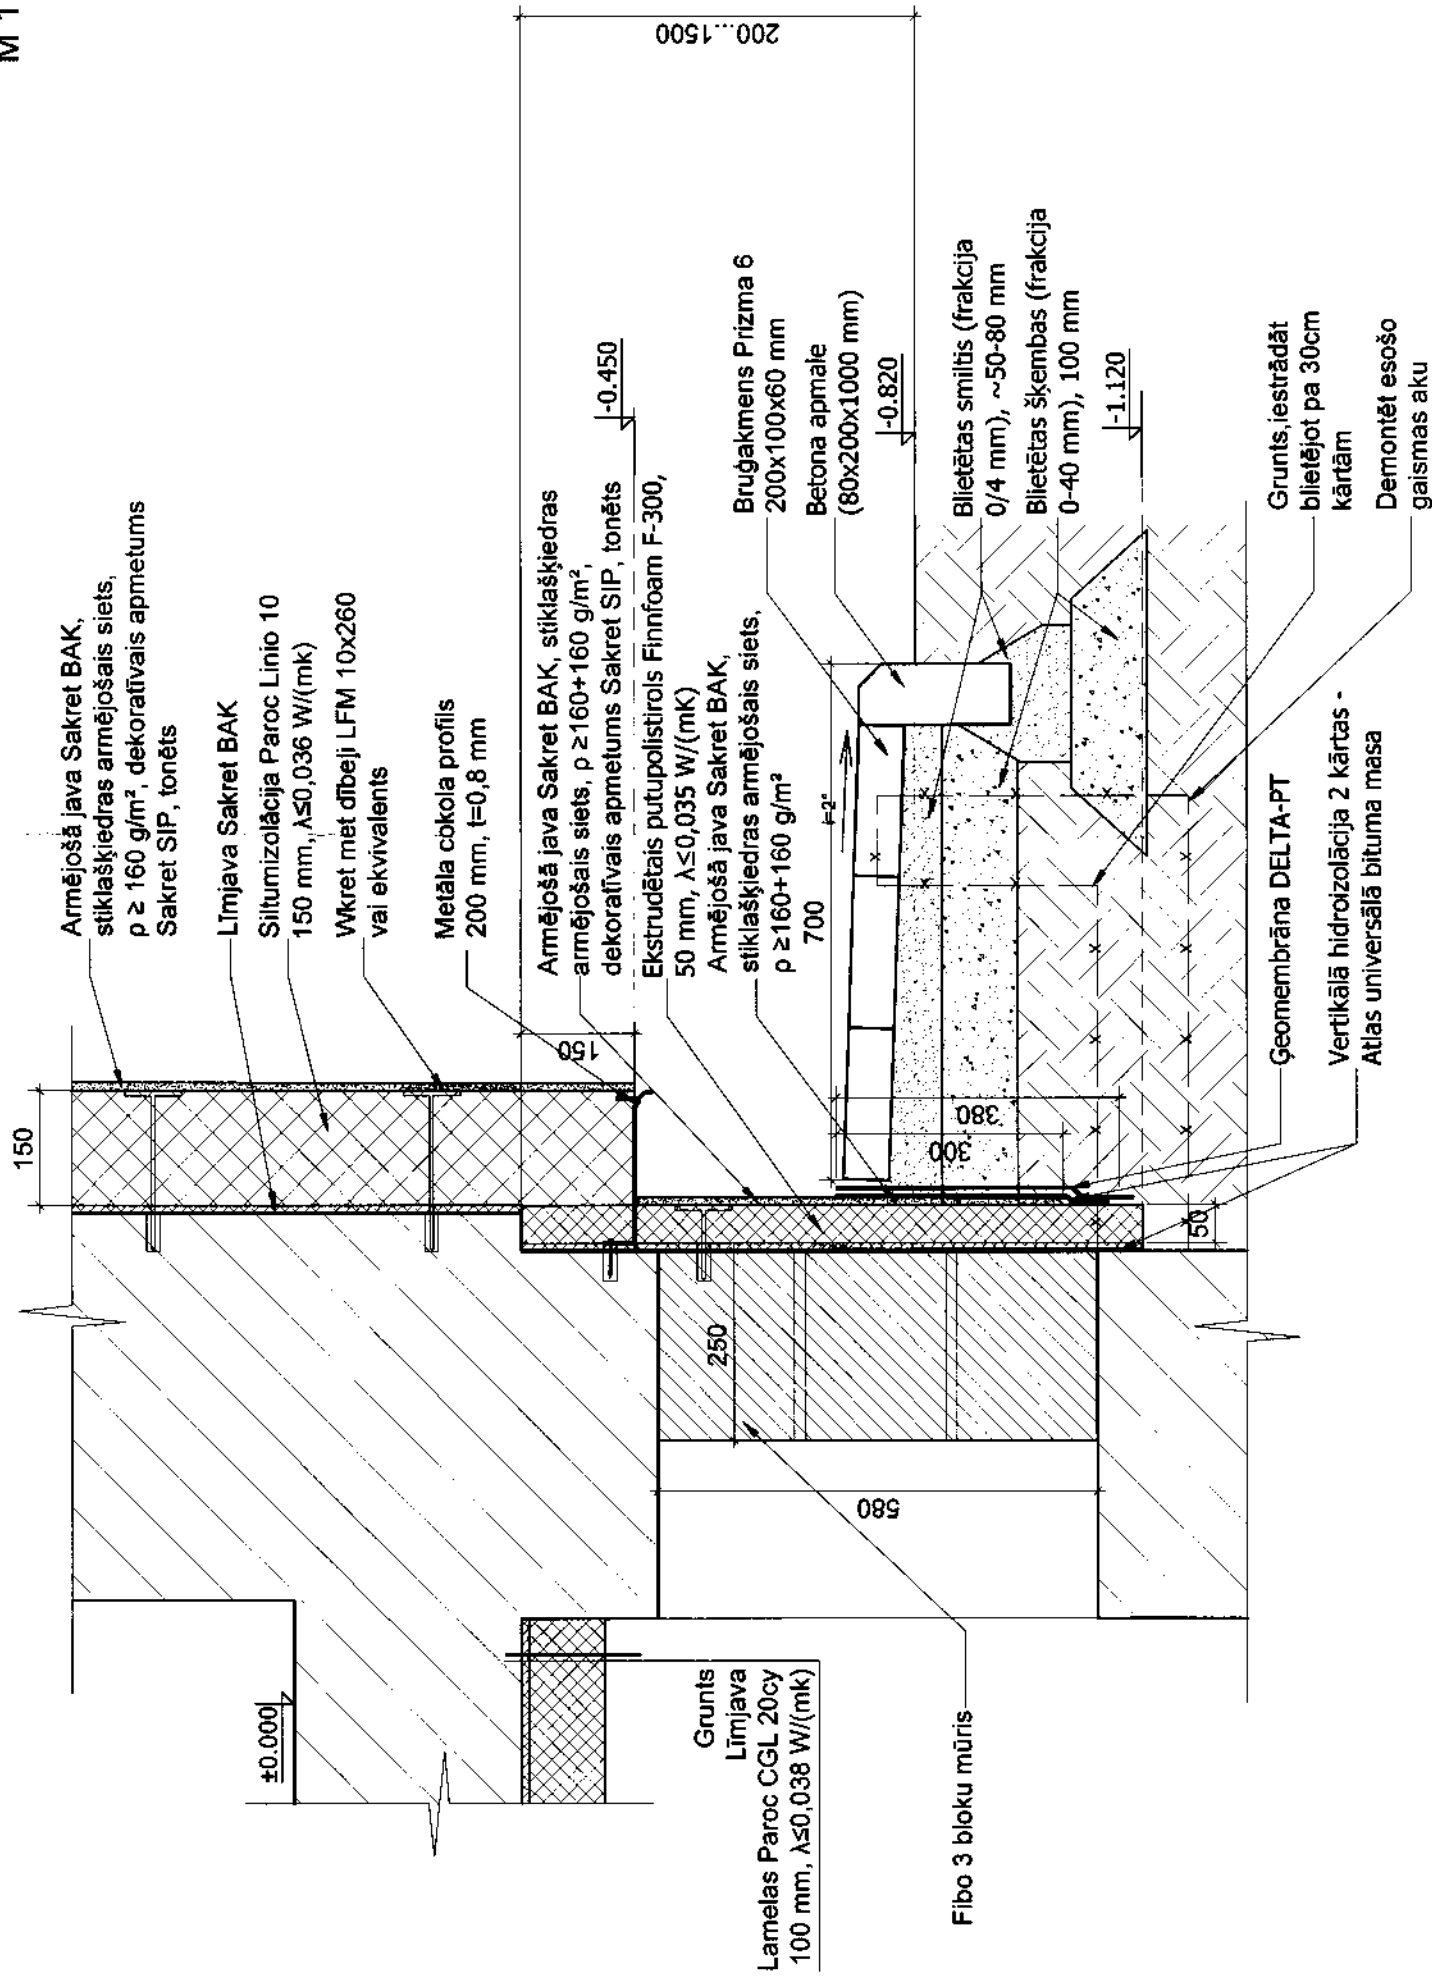 M 1
Armējošā java Sakret BAK,
stiklašķiedras armējošais siets,
ρ ≥ 160 g/m², dekoratīvais apmetums
Sakret SIP, tonēts
Līmjava Sakret BAK
Siltumizolācija Paroc Linio 10
150 mm, λ≤0,036 W/(mk)
Wkret met dībeļi LFM 10x260
vai ekvivalents
Metāla cokola profils
200 mm, t=0,8 mm
Armējošā java Sakret BAK, stiklašķiedras
armējošais siets, ρ ≥160+160 g/m²,
dekoratīvais apmetums Sakret SIP, tonēts
Ekstrudētais putupolistirols Finnfoam F-300,
50 mm, λ≤0,035 W/(mK)
Armējošā java Sakret BAK,
stiklašķiedras armējošais siets,
ρ ≥160+160 g/m²
Bruģakmens Prizma 6
200x100x60 mm
Betona apmale
(80x200x1000 mm)
Blietētas smiltis (frakcija
0/4 mm), ~50-80 mm
Blietētas šķembas (frakcija
0-40 mm), 100 mm
Grunts,iestrādāt
blietējot pa 30cm
kārtām
Demontēt esošo
gaismas aku
Ģeomembrāna DELTA-PT
Vertikālā hidroizolācija 2 kārtas -
Atlas universālā bituma masa
Grunts
Līmjava
Lamelas Paroc CGL 20cy
100 mm, λ≤0,038 W/(mk)
Fibo 3 bloku mūris
±0.000
-0.450
-0.820
-1.120
200...1500
150
150
700
380
300
50
250
580